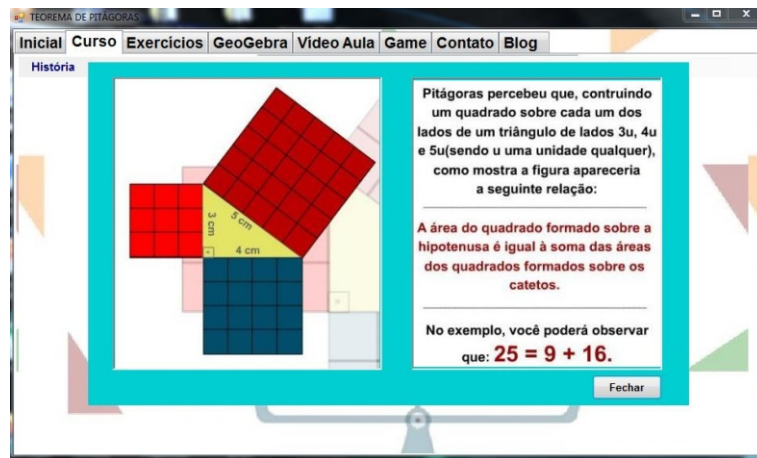 TEOREMA DE PITÁGORAS
Inicial Curso Exercícios GeoGebra Vídeo Aula Game Contato Blog
História
3 cm
5 cm
4 cm
Pitágoras percebeu que, contruindo
um quadrado sobre cada um dos
lados de um triângulo de lados 3u, 4u
e 5u(sendo u uma unidade qualquer),
como mostra a figura apareceria
a seguinte relação:
A área do quadrado formado sobre a
hipotenusa é igual à soma das áreas
dos quadrados formados sobre os
catetos.
No exemplo, você poderá observar
que: 25 = 9 + 16.
Fechar